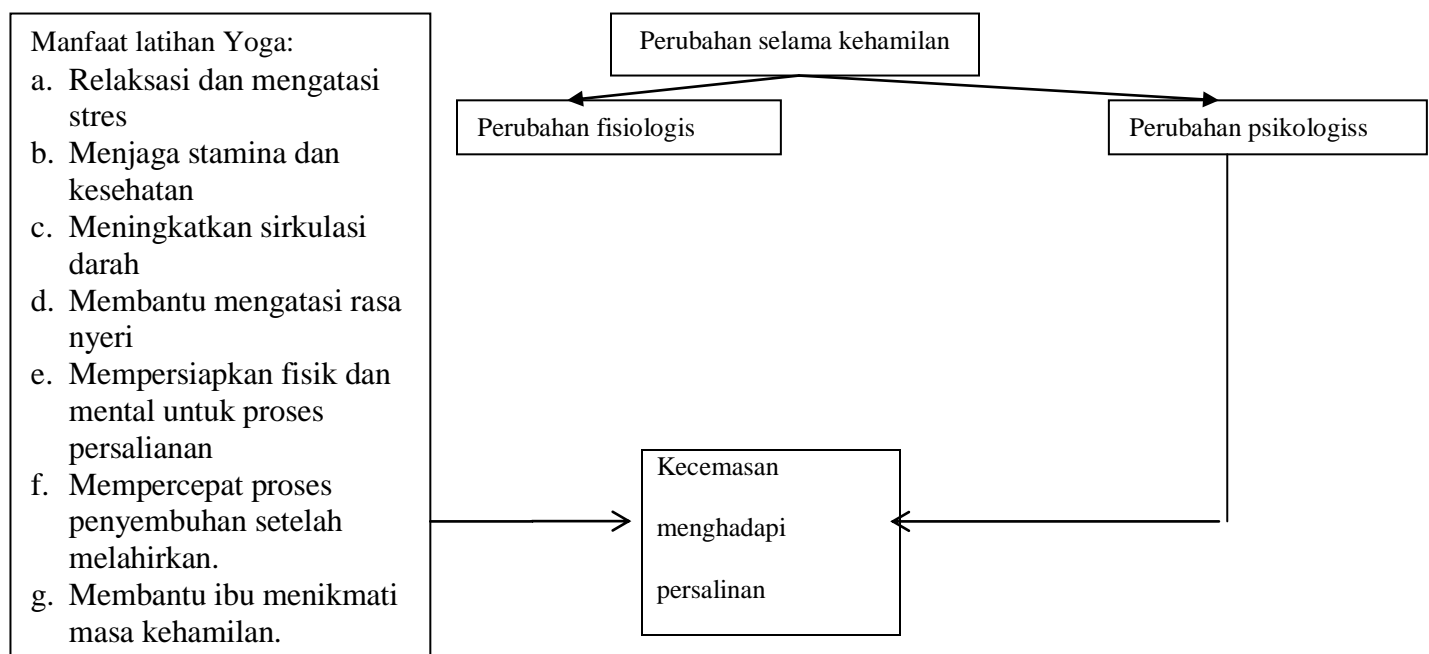 Manfaat latihan Yoga:
a. Relaksasi dan mengatasi
stres
b. Menjaga stamina dan
kesehatan
c. Meningkatkan sirkulasi
darah
d. Membantu mengatasi rasa
nyeri
e. Mempersiapkan fisik dan
mental untuk proses
persalianan
f. Mempercepat proses
penyembuhan setelah
melahirkan.
g. Membantu ibu menikmati
masa kehamilan.
Perubahan selama kehamilan
Perubahan fisiologis
Perubahan psikologiss
Kecemasan
menghadapi
persalinan